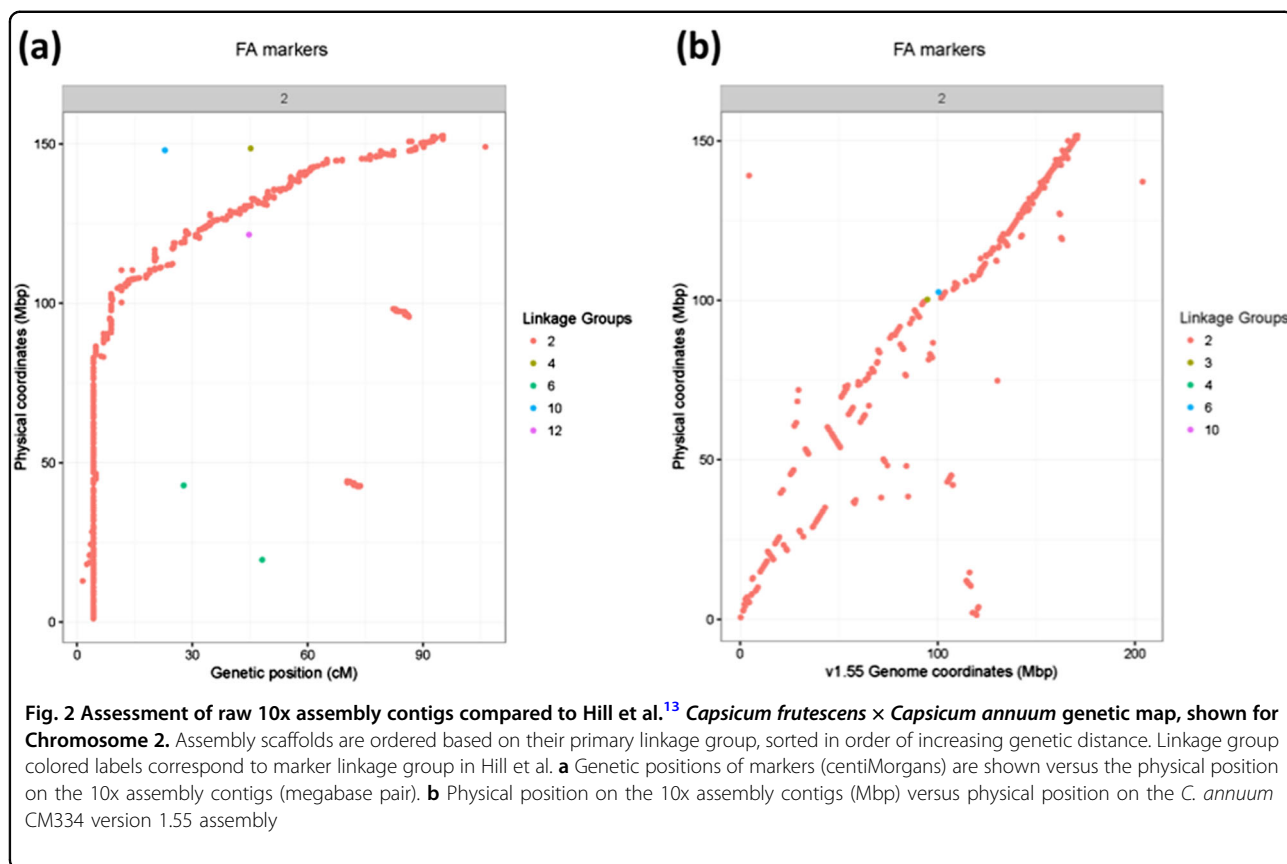 (a)
FA markers
2
Physical coordinates (Mbp)
150
100
50
0
0 30 60 90
Genetic position (cM)
Linkage Groups
2
4
6
10
12
(b)
FA markers
2
Physical coordinates (Mbp)
150
100
50
0
0 100 200
v1.55 Genome coordinates (Mbp)
Linkage Groups
2
3
4
6
10
Fig. 2 Assessment of raw 10x assembly contigs compared to Hill et al.13 Capsicum frutescens × Capsicum annuum genetic map, shown for
Chromosome 2. Assembly scaffolds are ordered based on their primary linkage group, sorted in order of increasing genetic distance. Linkage group
colored labels correspond to marker linkage group in Hill et al. a Genetic positions of markers (centiMorgans) are shown versus the physical position
on the 10x assembly contigs (megabase pair). b Physical position on the 10x assembly contigs (Mbp) versus physical position on the C. annuum
CM334 version 1.55 assembly